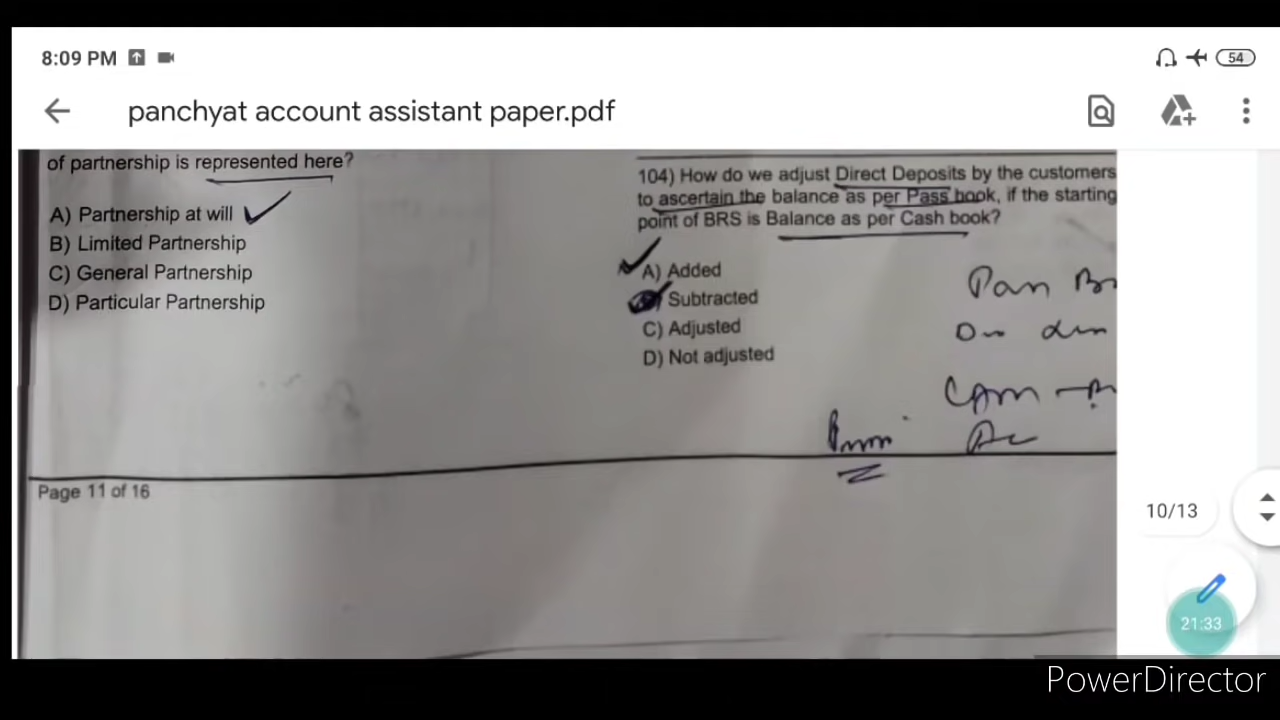 8:09 PM
54
panchyat account assistant paper.pdf
of partnership is represented here?
A) Partnership at will
B) Limited Partnership
C) General Partnership
D) Particular Partnership
104) How do we adjust Direct Deposits by the customers
to ascertain the balance as per Pass book, if the starting
point of BRS is Balance as per Cash book?
A) Added
Subtracted
C) Adjusted
D) Not adjusted
Page 11 of 16
10/13
21:33
PowerDirector